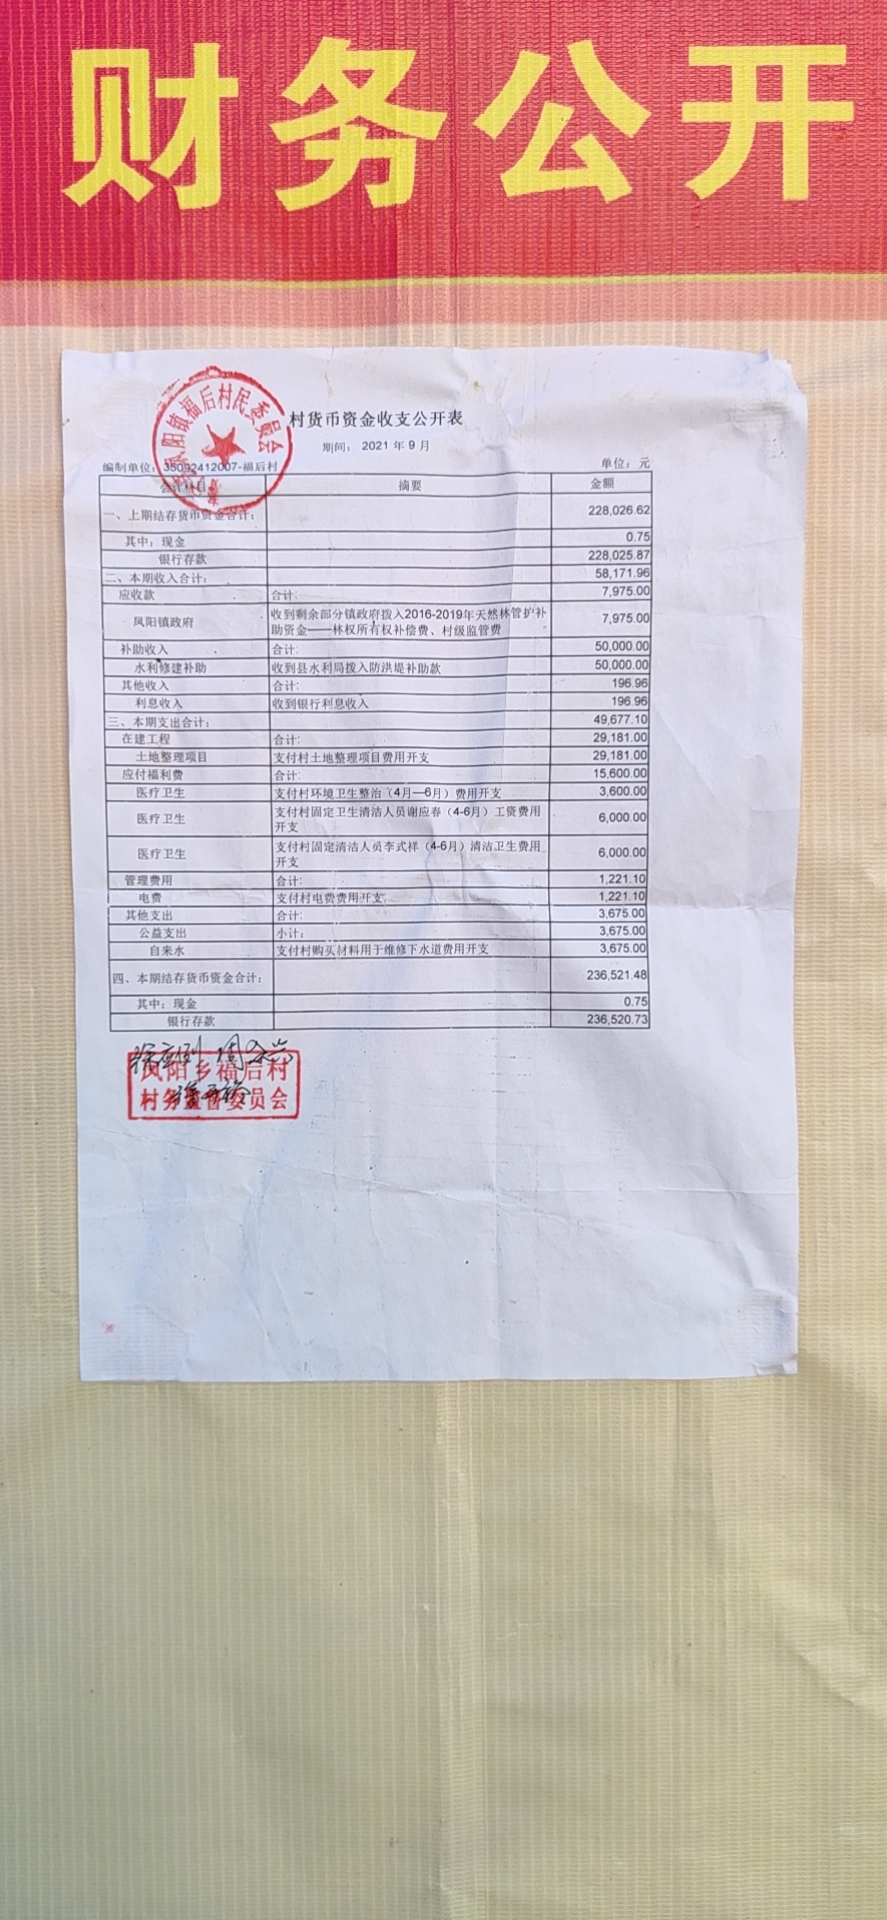 财务公开
阳镇福后村民委员会
村货币资金收支公开表
期间： 2021 年 9 月
编制单位：35092412007-福后村 单位：元
会计科目 摘要 金额
一、上期结存货币资金合计： 228,026.62
其中：现金 0.75
银行存款 228,025.87
二、本期收入合计： 58,171.96
应收款 合计: 7,975.00
凤阳镇政府 收到剩余部分镇政府拨入2016-2019年天然林管护补 7,975.00
助资金——林权所有权补偿费、村级监管费
补助收入 合计: 50,000.00
水利修建补助 收到县水利局拨入防洪堤补助款 50,000.00
其他收入 合计: 196.96
利息收入 收到银行利息收入 196.96
三、本期支出合计： 49,677.10
在建工程 合计: 29,181.00
土地整理项目 支付村土地整理项目费用开支 29,181.00
应付福利费 合计: 15,600.00
医疗卫生 支付村环境卫生整治（4月—6月）费用开支 3,600.00
医疗卫生 支付村固定卫生清洁人员谢应春（4-6月）工资费用 6,000.00
开支
医疗卫生 支付村固定清洁人员李式祥（4-6月）清洁卫生费用 6,000.00
开支
管理费用 合计: 1,221.10
电费 支付村电费费用开支 1,221.10
其他支出 合计: 3,675.00
公益支出 小计： 3,675.00
自来水 支付村购买材料用于维修下水道费用开支 3,675.00
四、本期结存货币资金合计： 236,521.48
其中：现金 0.75
银行存款 236,520.73
凤阳乡福后村
村务监督委员会